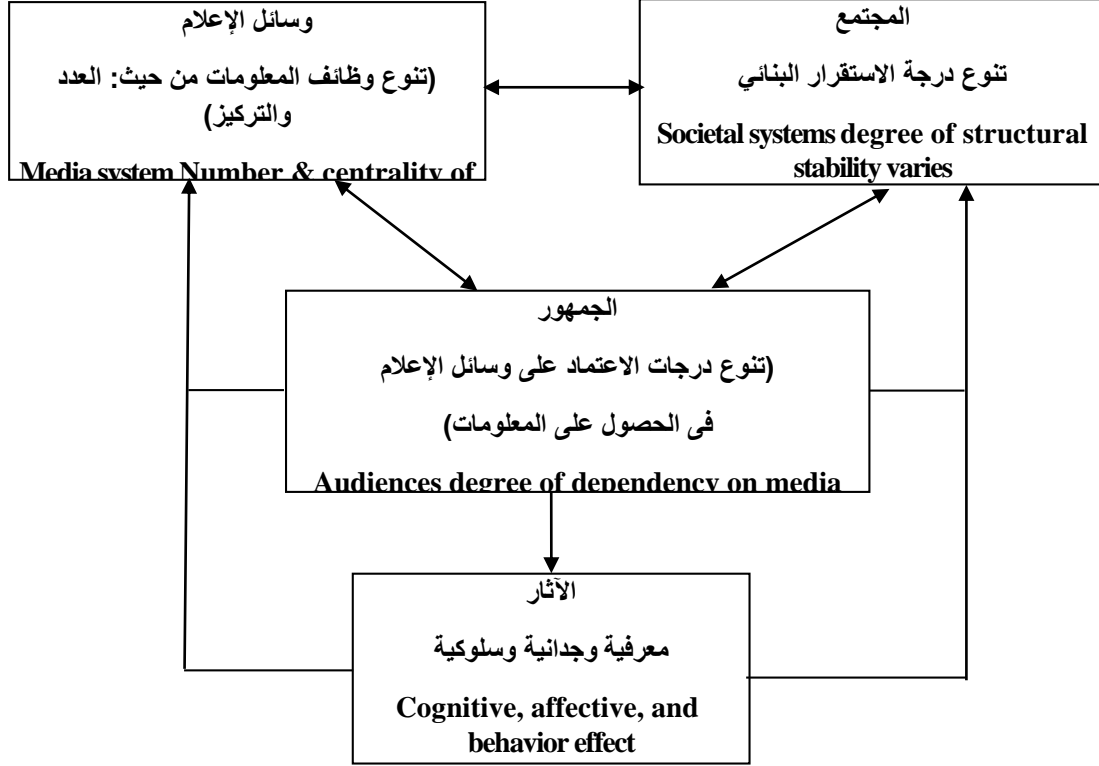 وسائل الإعلام
(تنوع وظائف المعلومات من حيث: العدد
والتركيز)
Media system Number & centrality of
المجتمع
تنوع درجة الاستقرار البنائي
Societal systems degree of structural
stability varies
الجمهور
(تنوع درجات الاعتماد على وسائل الإعلام
فى الحصول على المعلومات)
Audiences degree of dependency on media
الآثار
معرفية وجدانية وسلوكية
Cognitive, affective, and
behavior effect